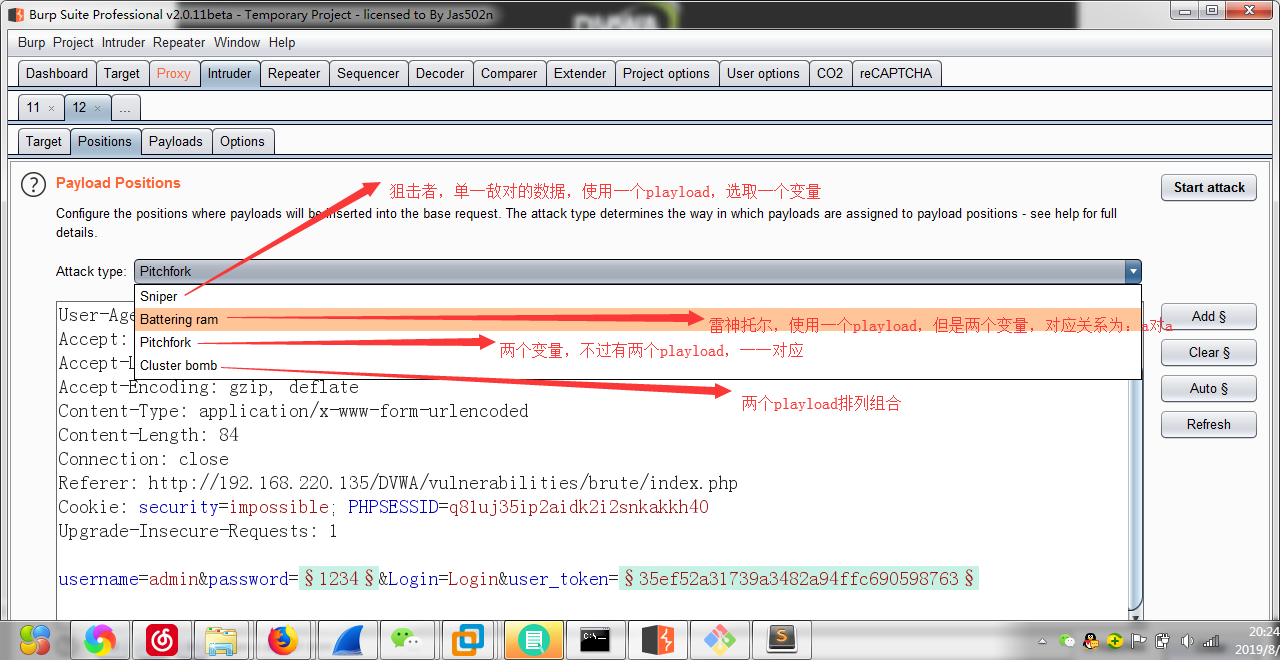 Burp Suite Professional v2.0.11beta - Temporary Project - licensed to By Jas502n
Burp Project Intruder Repeater Window Help
Dashboard Target Proxy Intruder Repeater Sequencer Decoder Comparer Extender Project options User options CO2 reCAPTCHA
11 × 12 × ...
Target Positions Payloads Options
? Payload Positions
Start attack
狙击者，单一敌对的数据，使用一个playload，选取一个变量
Configure the positions where payloads will be inserted into the base request. The attack type determines the way in which payloads are assigned to payload positions - see help for full
details.
Attack type: Pitchfork
Sniper
Battering ram
雷神托尔，使用一个playload，但是两个变量，对应关系为：a对a
Pitchfork
两个变量，不过有两个playload，一一对应
Cluster bomb
两个playload排列组合
Add §
Clear §
Auto §
Refresh
User-Age
Accept:
Accept-L
Accept-Encoding: gzip, deflate
Content-Type: application/x-www-form-urlencoded
Content-Length: 84
Connection: close
Referer: http://192.168.220.135/DVWA/vulnerabilities/brute/index.php
Cookie: security=impossible; PHPSESSID=q81uj35ip2aidk2i2snkakkh40
Upgrade-Insecure-Requests: 1
username=admin&password=§1234§&Login=Login&user_token=§35ef52a31739a3482a94ffc690598763§
20:24
2019/8/